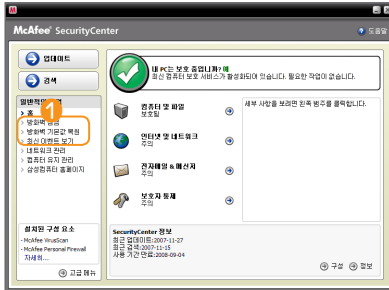 McAfee® SecurityCenter
도움말
업데이트
검색
내 PC는 보호 중입니까? 예
최신 컴퓨터 보호 서비스가 활성화되어 있습니다. 필요한 작업이 없습니다.
일반적인
1
> 홈
> 방화벽
> 방화벽 기본값 복원
> 최신 이벤트 보기
> 네트워크 관리
> 컴퓨터 유지 관리
> 삼성컴퓨터 홈페이지
컴퓨터 및 파일
보호됨
인터넷 및 네트워크
주의
전자메일 & 메신저
주의
보호자 통제
주의
세부 사항을 보려면 왼쪽 범주를 클릭합니다.
설치된 구성 요소
- McAfee VirusScan
- McAfee Personal Firewall
자세히...
고급 메뉴
SecurityCenter 정보
최근 업데이트:2007-11-27
최근 검색:2007-11-15
사용 기간 만료:2008-09-04
구성
정보